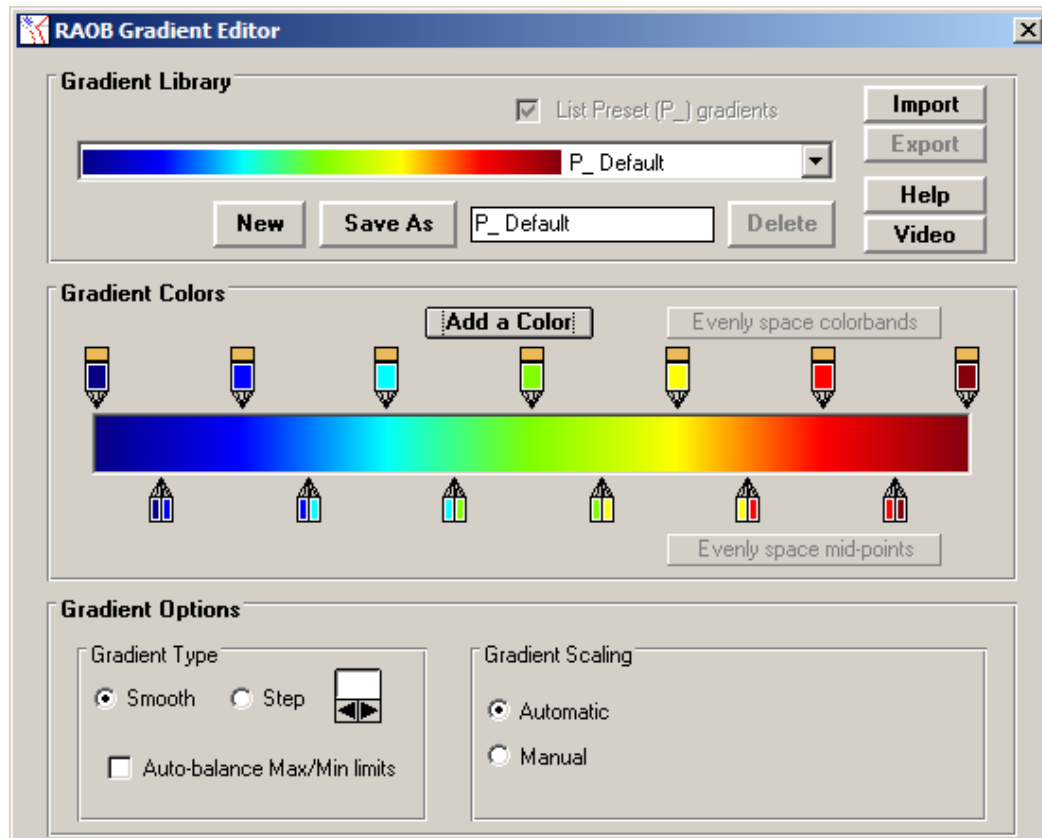 RAOB Gradient Editor
Gradient Library
List Preset (P_) gradients
Import
Export
P_ Default
Help
New
Save As
P_ Default
Delete
Video
Gradient Colors
Add a Color
Evenly space colorbands
Evenly space mid-points
Gradient Options
Gradient Type
Gradient Scaling
Smooth
Step
Automatic
Manual
Auto-balance Max/Min limits